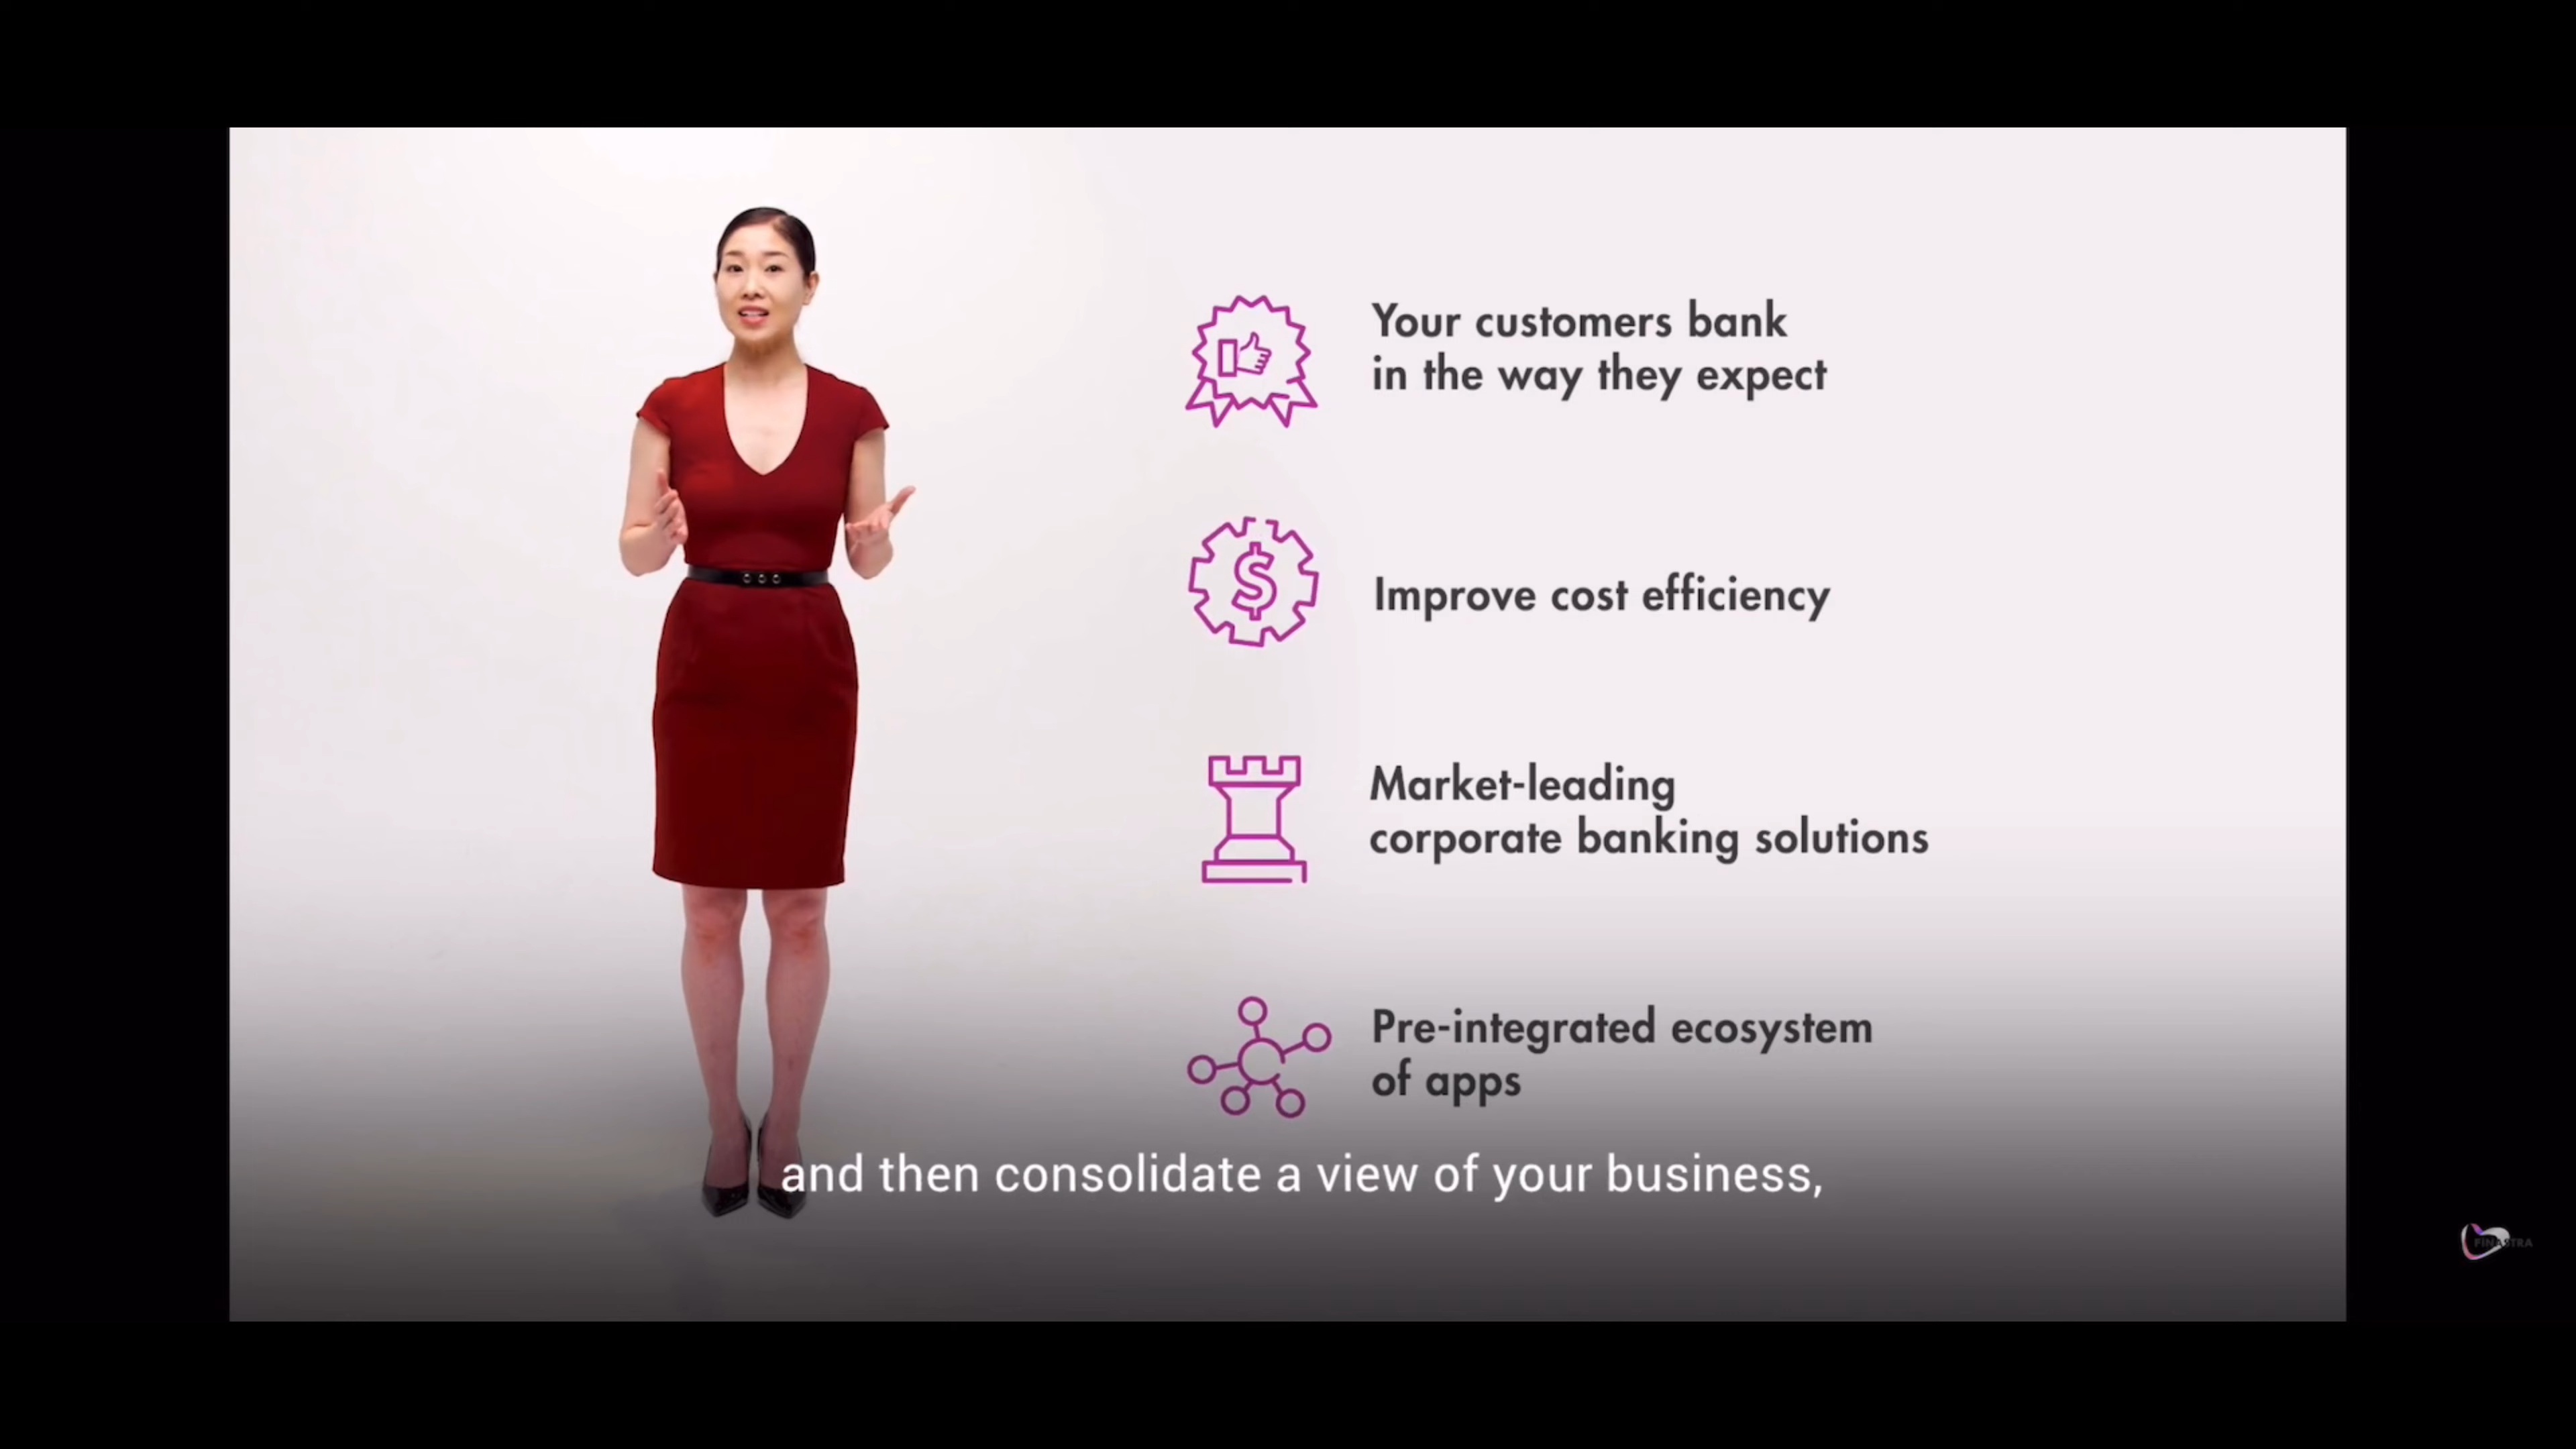 Your customers bank
in the way they expect
$
Improve cost efficiency
Market-leading
corporate banking solutions
Pre-integrated ecosystem
of apps
and then consolidate a view of your business,
FINASTRA